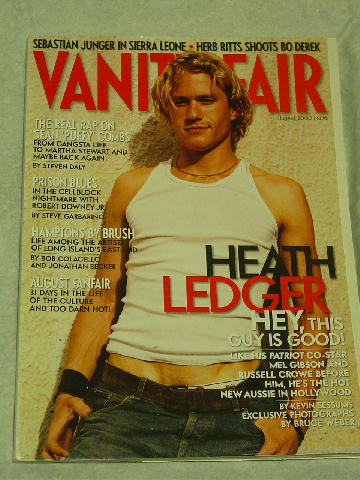 SEBASTIAN JUNGER IN SIERRA LEONE • HERB RITTS SHOOTS BO DEREK
VANITY FAIR
THE REAL RAP ON
SEAN "PUFFY" COMBS
FROM GANGSTA LIFE
TO MARTHA STEWART AND
MAYBE BACK AGAIN
BY STEVEN DALY
PRISON BLUES
IN THE CELLBLOCK
NIGHTMARE WITH
ROBERT DOWNEY JR.
BY STEVE GARBARINO
HAMPTONS BY BRUSH
LIFE AMONG THE ARTISTS
OF LONG ISLAND'S EAST END
BY BOB COLACELLO
AND JONATHAN BECKER
AUGUST FANFAIR
31 DAYS IN THE LIFE
OF THE CULTURE
AND TOO DARN HOT!
HEATH
LEDGER
HEY, THIS
GUY IS GOOD!
LIKE HIS PATRIOT CO-STAR
MEL GIBSON AND
RUSSELL CROWE BEFORE
HIM, HE'S THE HOT
NEW AUSSIE IN HOLLYWOOD
BY KEVIN SESSUMS
EXCLUSIVE PHOTOGRAPHS
BY BRUCE WEBER